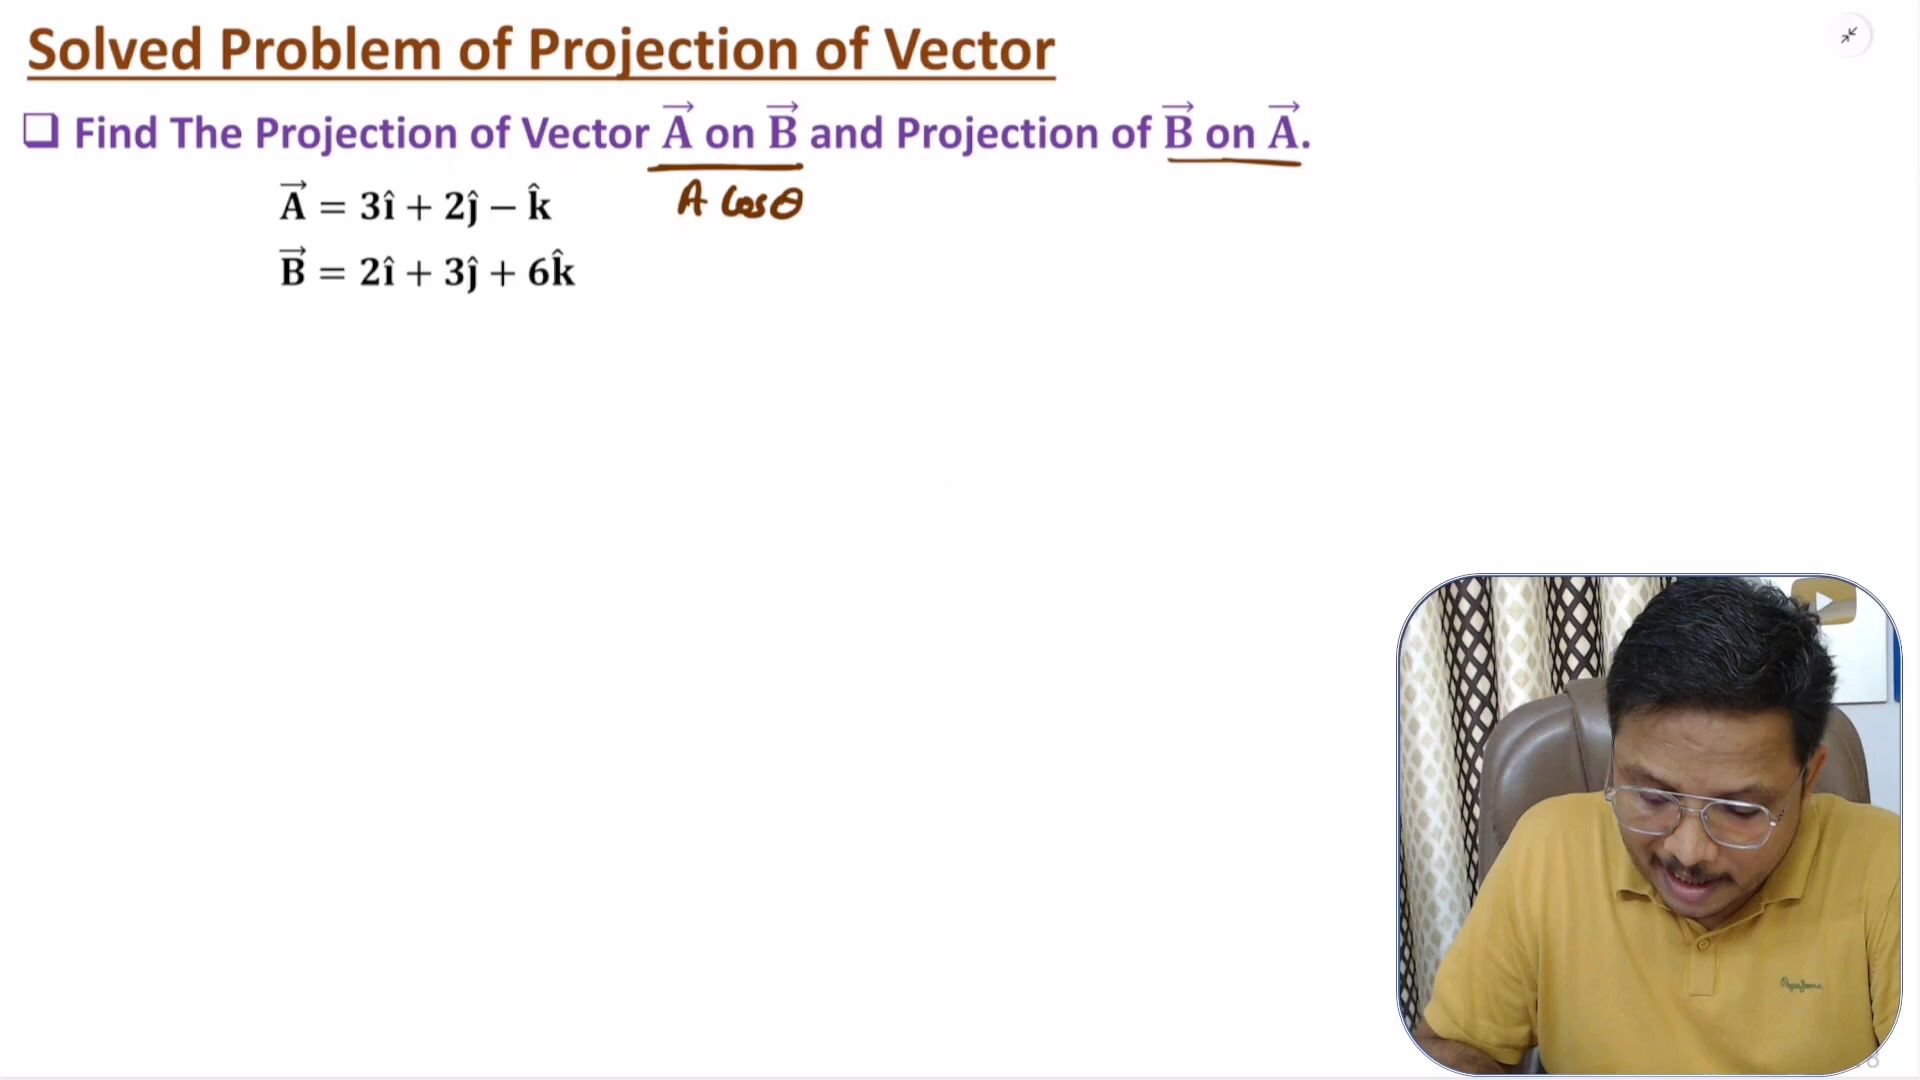 Solved Problem of Projection of Vector
❑ Find The Projection of Vector A⃗ on B⃗ and Projection of B⃗ on A⃗.
A⃗ = 3î + 2ĵ − k̂
A Cosθ
B⃗ = 2î + 3ĵ + 6k̂